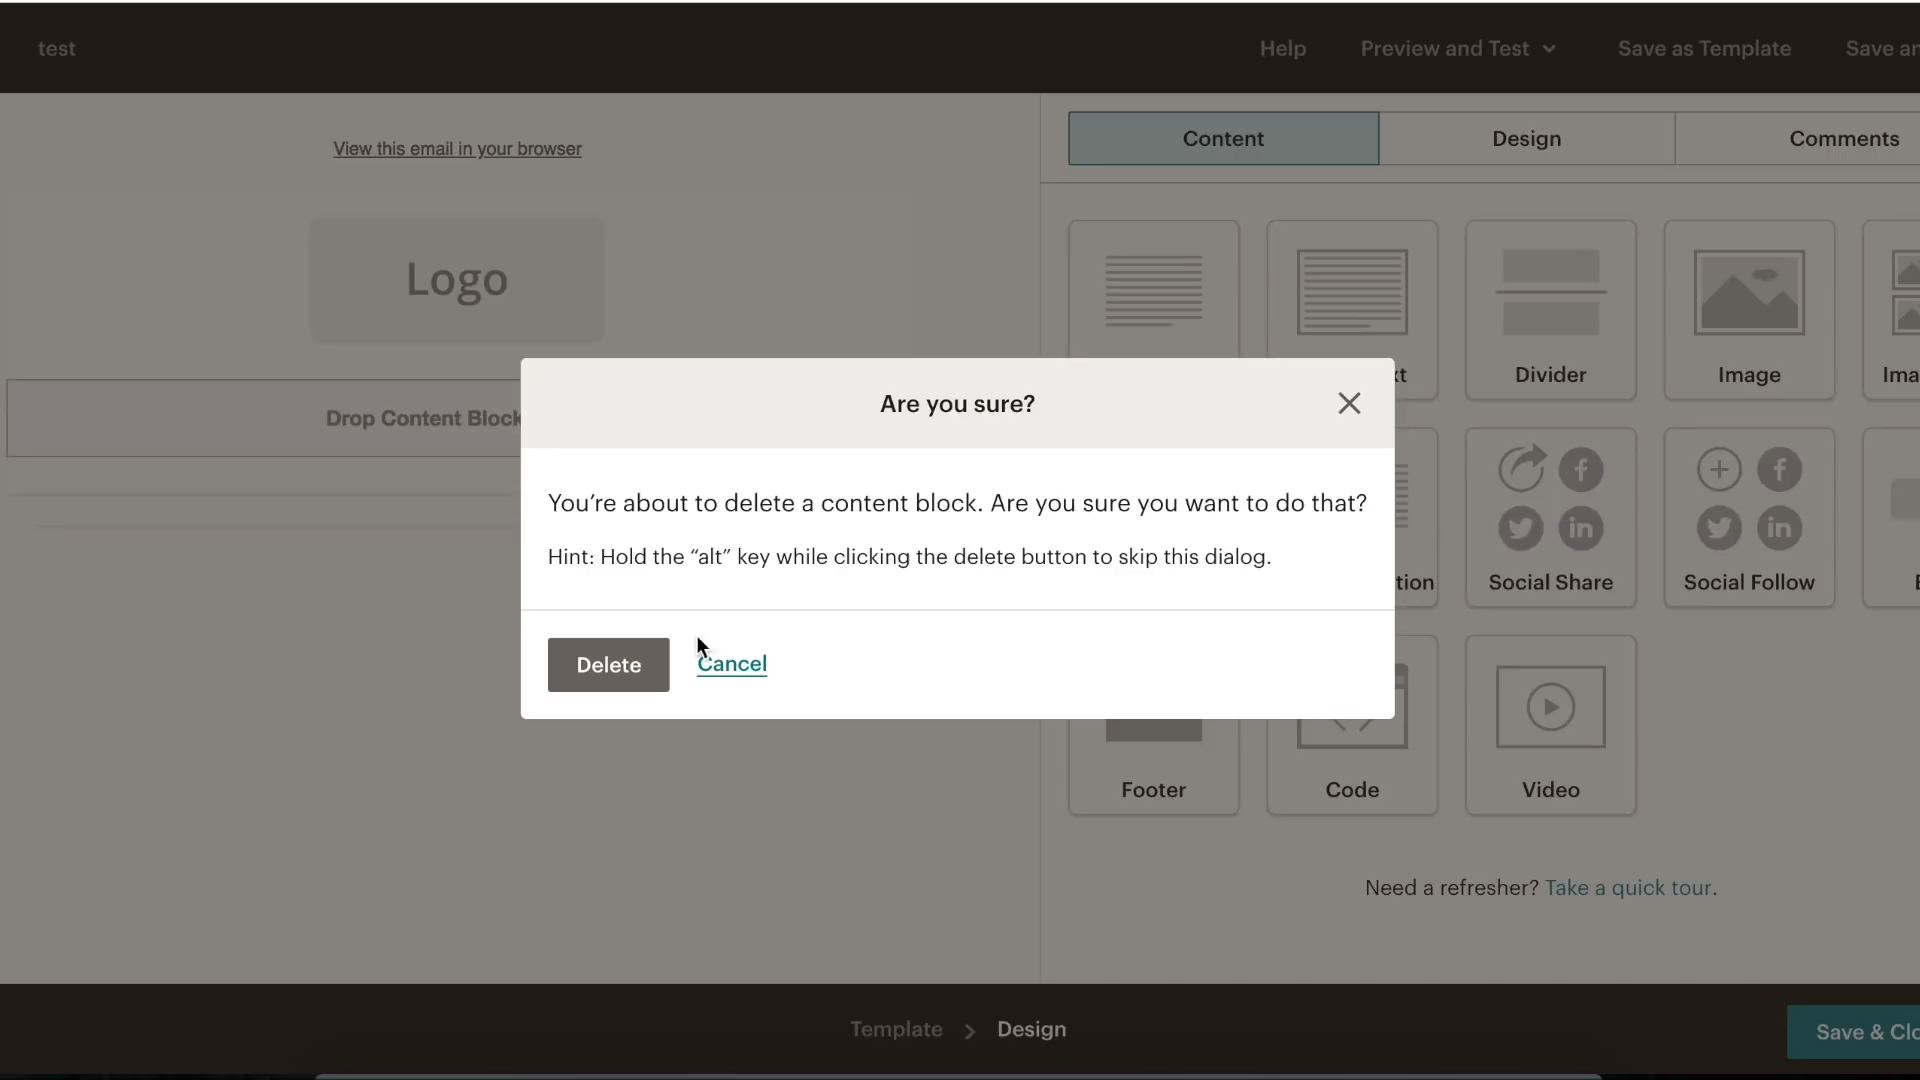 test
Help
Preview and Test
Save as Template
Save
View this email in your browser
Content
Design
Comments
Logo
Divider
Image
Drop Content Block
Are you sure?
You’re about to delete a content block. Are you sure you want to do that?
Hint: Hold the “alt” key while clicking the delete button to skip this dialog.
Social Share
Social Follow
Delete
Cancel
Footer
Code
Video
Need a refresher? Take a quick tour.
Template
Design
Save &